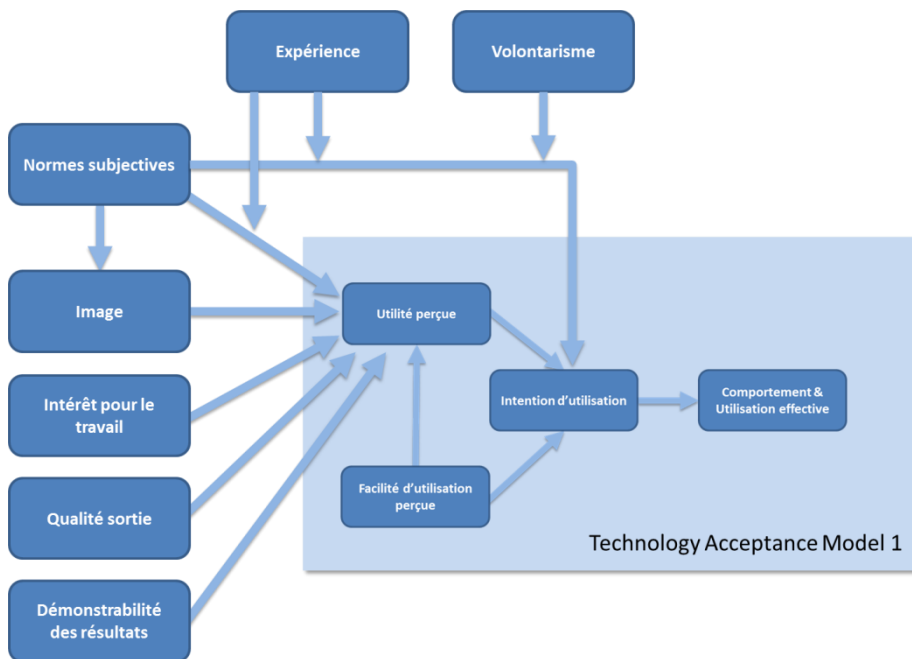 Expérience
Volontarisme
Normes subjectives
Image
Utilité perçue
Intérêt pour le
travail
Intention d'utilisation
Comportement &
Utilisation effective
Qualité sortie
Facilité d'utilisation
perçue
Technology Acceptance Model 1
Démonstrabilité
des résultats